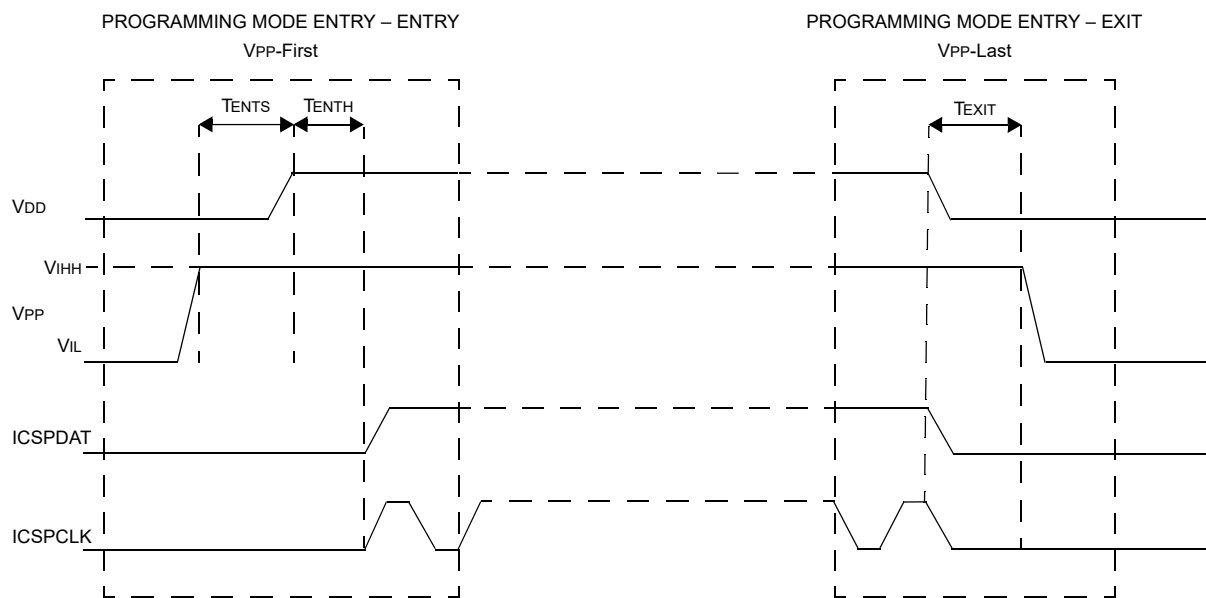 PROGRAMMING MODE ENTRY – ENTRY
VPP-First
PROGRAMMING MODE ENTRY – EXIT
VPP-Last
TENTS
TENTH
TEXIT
VDD
VIHH
VPP
VIL
ICSPDAT
ICSPCLK